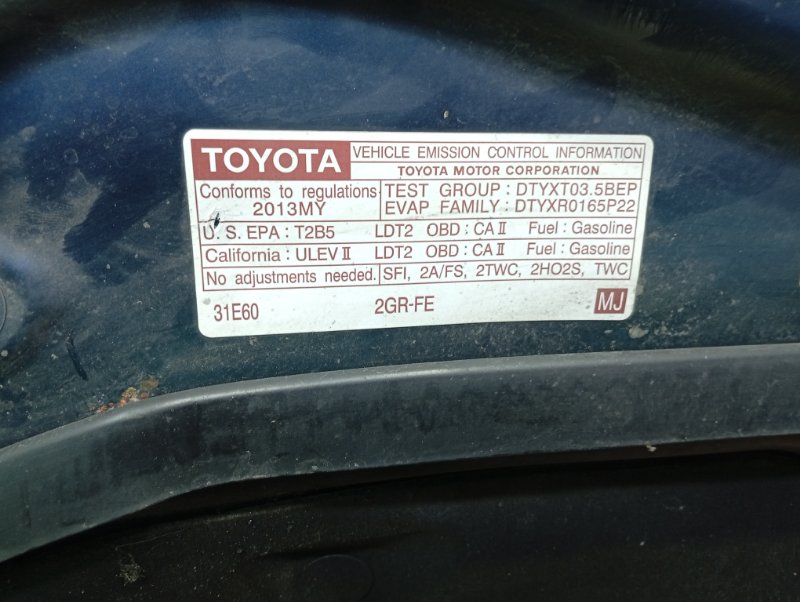 TOYOTA VEHICLE EMISSION CONTROL INFORMATION
TOYOTA MOTOR CORPORATION
Conforms to regulations
2013MY
TEST GROUP : DTYXT03.5BEP
EVAP FAMILY : DTYXR0165P22
U. S. EPA : T2B5 LDT2 OBD : CA II Fuel : Gasoline
California : ULEV II LDT2 OBD : CA II Fuel : Gasoline
No adjustments needed. SFI, 2A/FS, 2TWC, 2HO2S, TWC
31E60 2GR-FE MJ